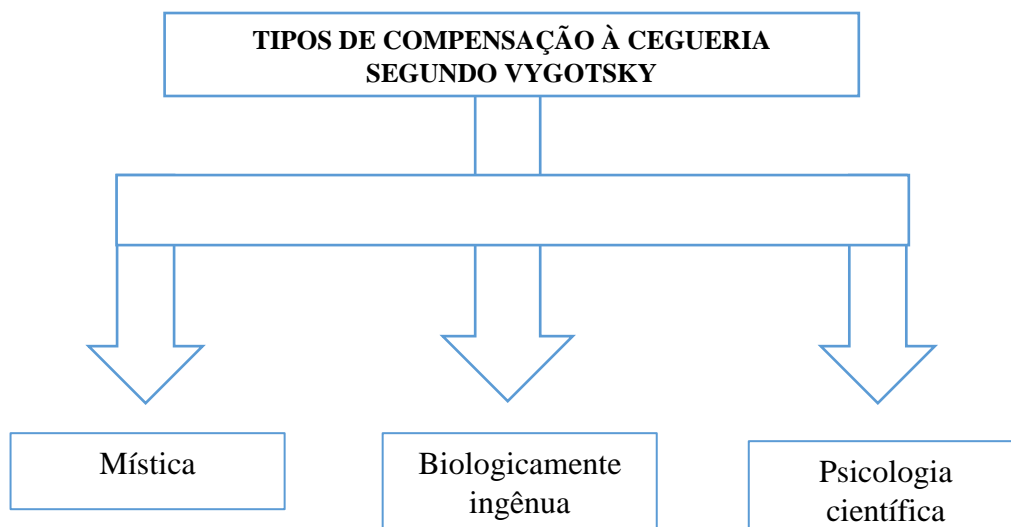 TIPOS DE COMPENSAÇÃO À CEGUERIA
SEGUNDO VYGOTSKY
Mística
Biologicamente
ingênua
Psicologia
científica